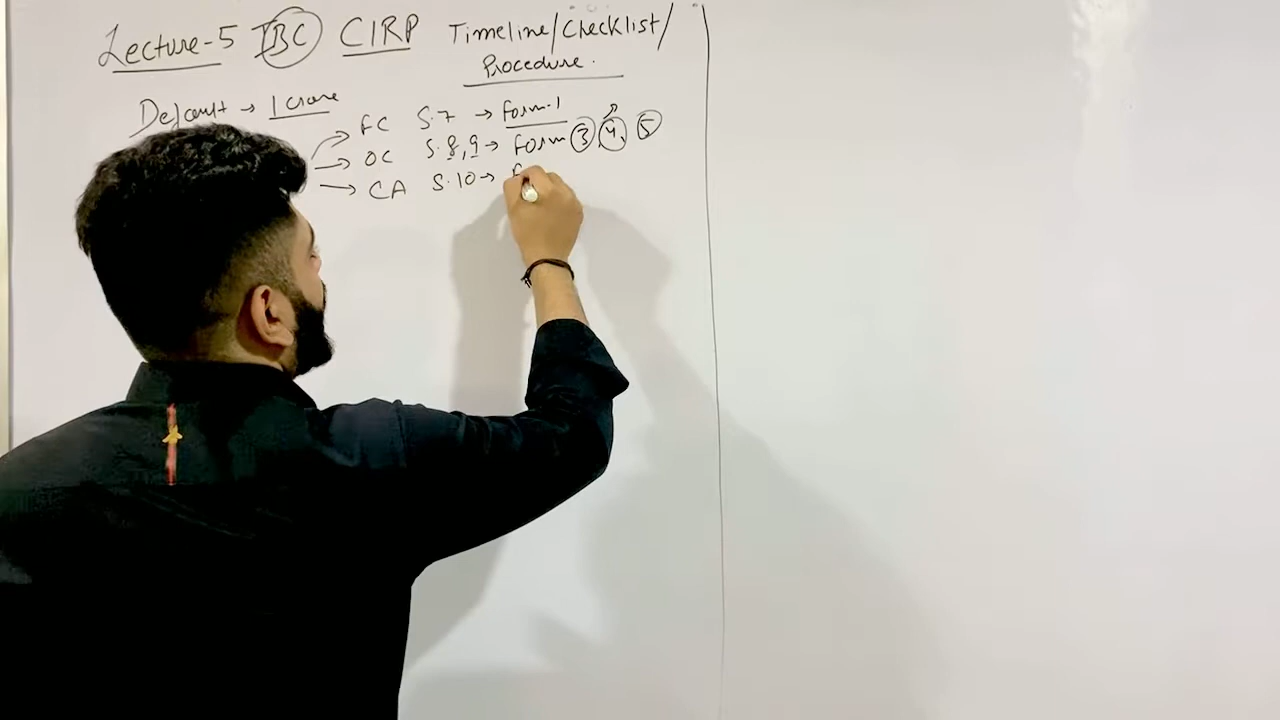 Lecture-5 IBC CIRP Timeline/Checklist/
Procedure.
Default → 1 crore
FC S.7 → Form-1
OC S.8,9 → Form 3, 4, 5
CA S.10 → F